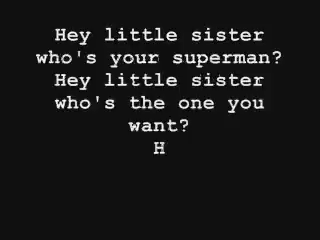 Hey little sister
who's your superman?
Hey little sister
who's the one you
want?
H